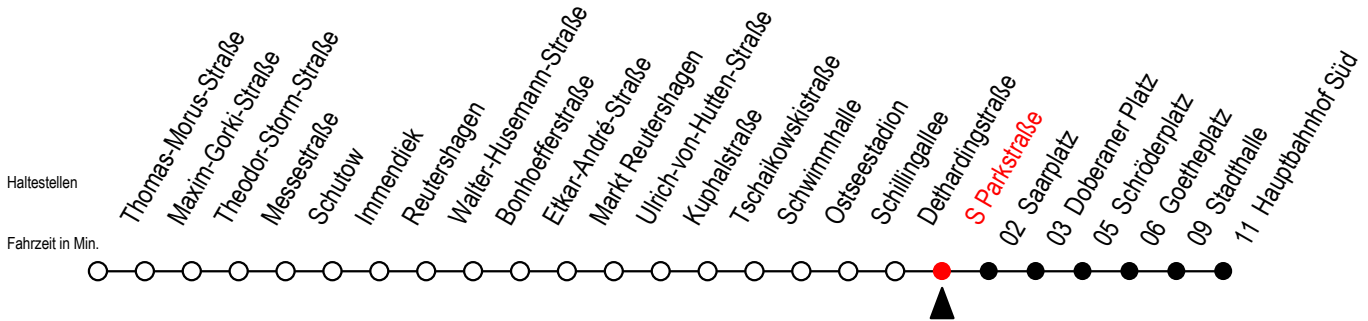 Haltestellen
Fahrzeit in Min.
Thomas-Morus-Straße
Maxim-Gorki-Straße
Theodor-Storm-Straße
Messestraße
Schutow
Immendiek
Reutershagen
Walter-Husemann-Straße
Bonhoefferstraße
Etkar-André-Straße
Markt Reutershagen
Ulrich-von-Hutten-Straße
Kuphalstraße
Tschaikowskistraße
Schwimmhalle
Ostseestadion
Schillingallee
Dethardingstraße
S Parkstraße
02 Saarplatz
03 Doberaner Platz
05 Schröderplatz
06 Goetheplatz
09 Stadthalle
11 Hauptbahnhof Süd